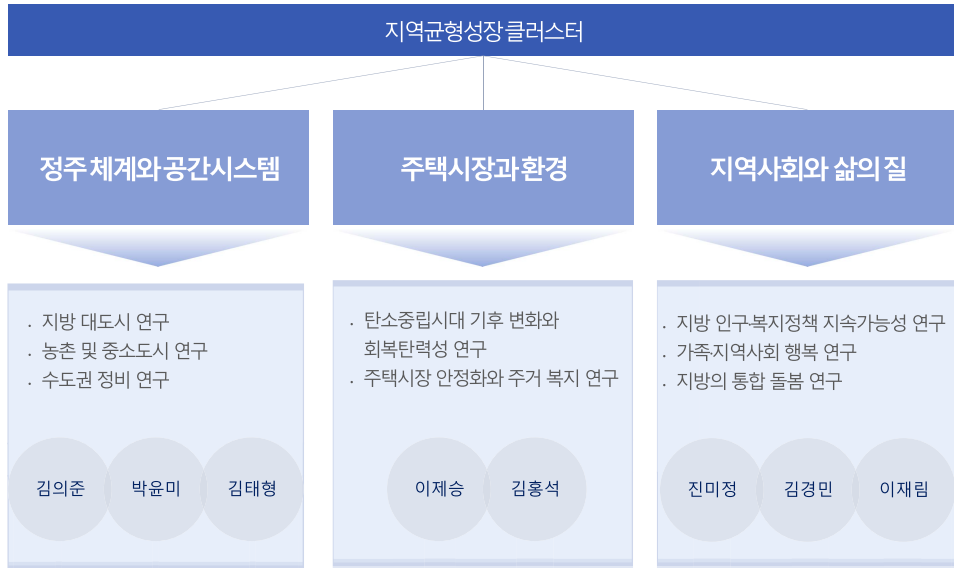 지역균형성장 클러스터
정주 체계와 공간시스템
주택시장과 환경
지역사회와 삶의 질
. 지방 대도시 연구
. 농촌 및 중소도시 연구
. 수도권 정비 연구
. 탄소중립시대 기후 변화와
회복탄력성 연구
. 주택시장 안정화와 주거 복지 연구
. 지방 인구·복지정책 지속가능성 연구
. 가족·지역사회 행복 연구
. 지방의 통합 돌봄 연구
김의준
박윤미
김태형
이제승
김홍석
진미정
김경민
이재림